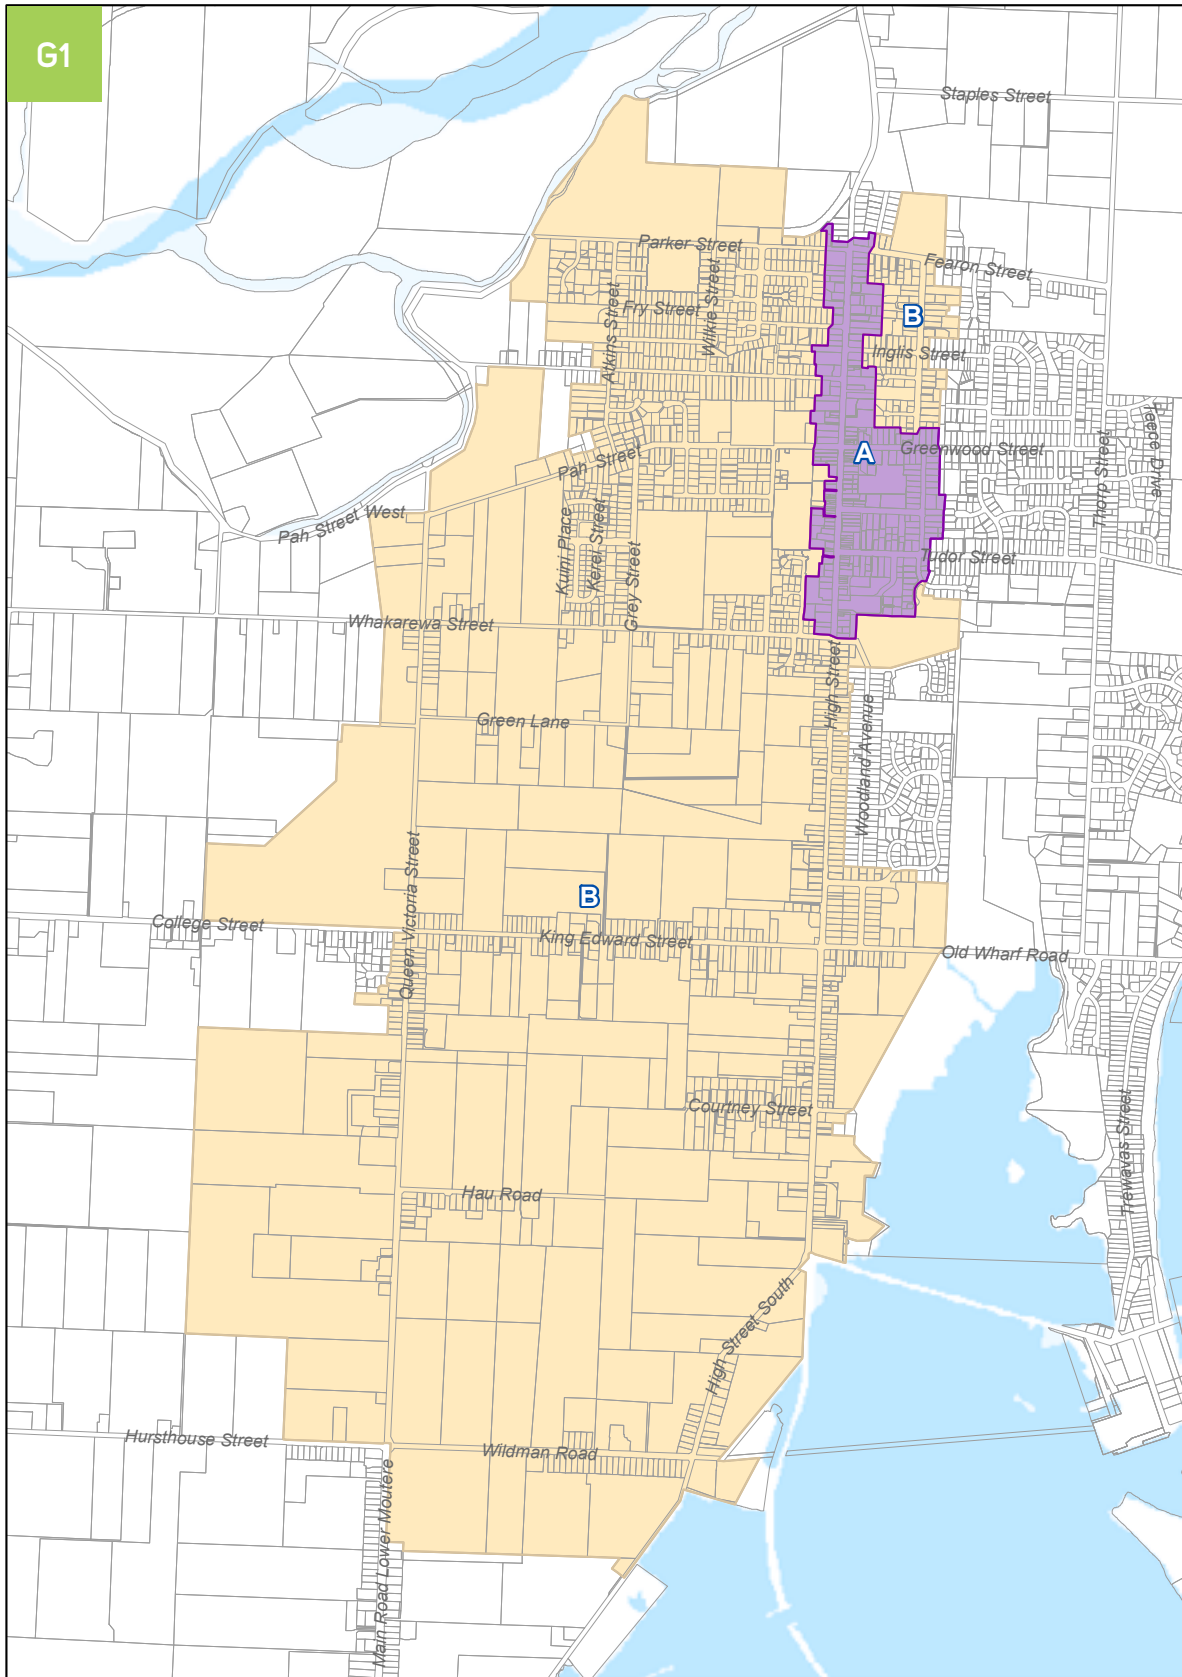 G1
Staples Street
Parker Street
Fearon Street
Fry Street
Wilkie Street
Atkins Street
B
Inglis Street
Greenwood Street
A
Thorp Street
Treece Drive
Pah Street
Pah Street West
Kuini Place
Kerei Street
Grey Street
Tudor Street
Whakarewa Street
High Street
Green Lane
Woodland Avenue
Queen Victoria Street
B
College Street
King Edward Street
Old Wharf Road
Courtney Street
Trewavas Street
Hau Road
High Street South
Hursthouse Street
Wildman Road
Main Road Lower Moutere